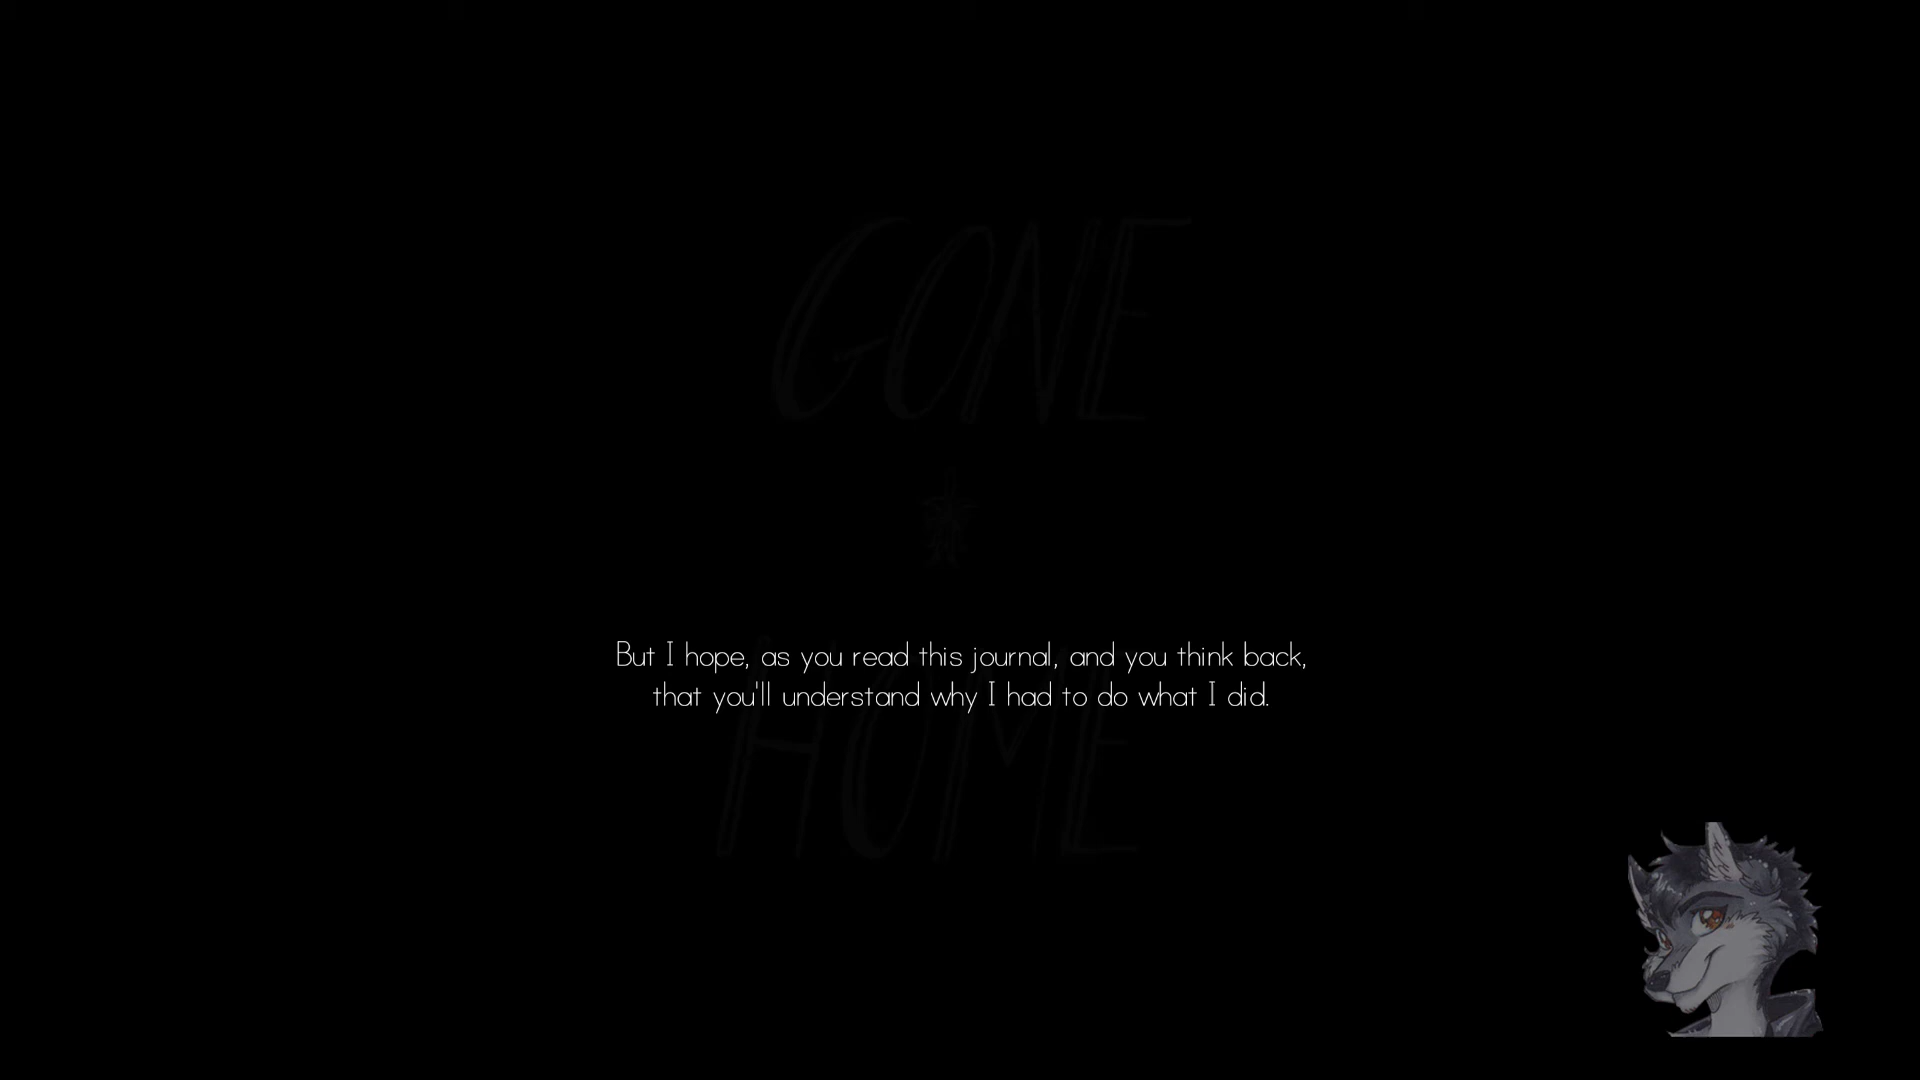 GONE
But I hope, as you read this journal, and you think back,
that you'll understand why I had to do what I did.
HOME